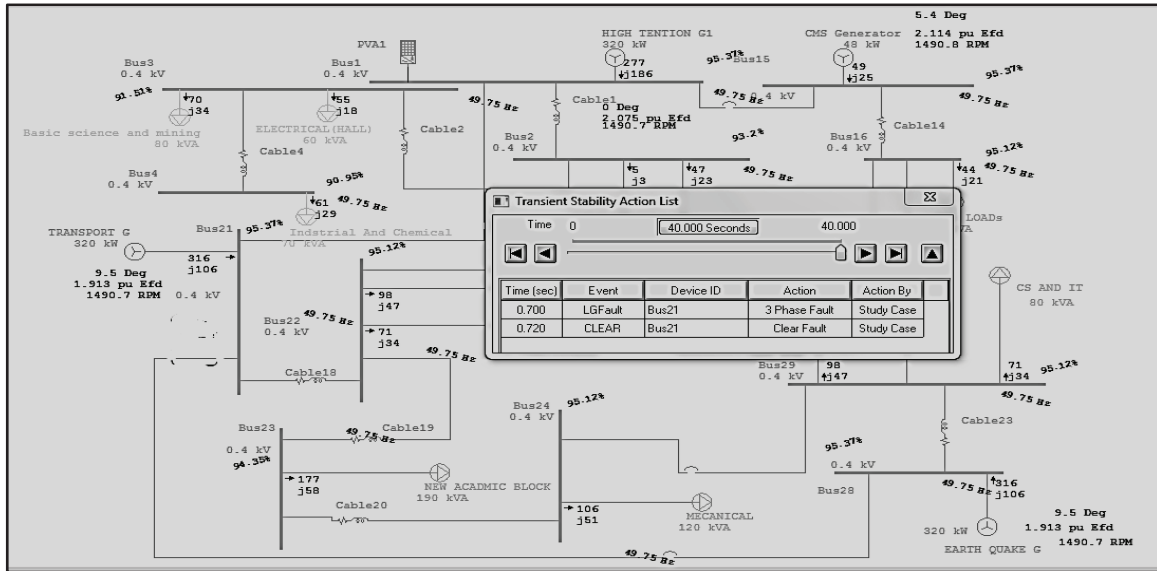 5.4 Deg
HIGH TENTION G1
320 kW
CMS Generator
48 kW
2.114 pu Efd
1490.8 RPM
PVA1
Bus3
0.4 kV
Bus1
0.4 kV
277
j186
95.37%
Bus15
0.4 kV
49
j25
95.37%
91.51%
70
j34
55
j18
49.75 Hz
49.75 Hz
49.75 Hz
Basic science and mining
80 kVA
ELECTRICAL(HALL)
60 kVA
Cable2
Cable1
0 Deg
2.075 pu Efd
1490.7 RPM
Cable14
Bus2
0.4 kV
93.2%
Bus16
0.4 kV
95.12%
Cable4
Bus4
0.4 kV
90.95%
5
j3
47
j23
49.75 Hz
44
j21
49.75 Hz
61
j29
49.75 Hz
Indstrial And Chemical
LOADs
Transient Stability Action List
Time 0 40.000 Seconds 40.000
Time (sec) Event Device ID Action Action By
0.700 LGFault Bus21 3 Phase Fault Study Case
0.720 CLEAR Bus21 Clear Fault Study Case
TRANSPORT G
320 kW
Bus21
95.37%
95.12%
316
j106
9.5 Deg
1.913 pu Efd
1490.7 RPM
0.4 kV
98
j47
CS AND IT
80 kVA
Bus22
0.4 kV
49.75 Hz
71
j34
49.75 Hz
Bus29
0.4 kV
98
j47
71
j34
95.12%
49.75 Hz
Cable18
Bus24
0.4 kV
95.12%
Cable23
Bus23
0.4 kV
94.35%
Cable19
49.75 Hz
95.37%
0.4 kV
Bus28
177
j58
NEW ACADMIC BLOCK
190 kVA
49.75 Hz
316
j106
Cable20
106
j51
MECANICAL
120 kVA
9.5 Deg
320 kW
1.913 pu Efd
1490.7 RPM
EARTH QUAKE G
49.75 Hz